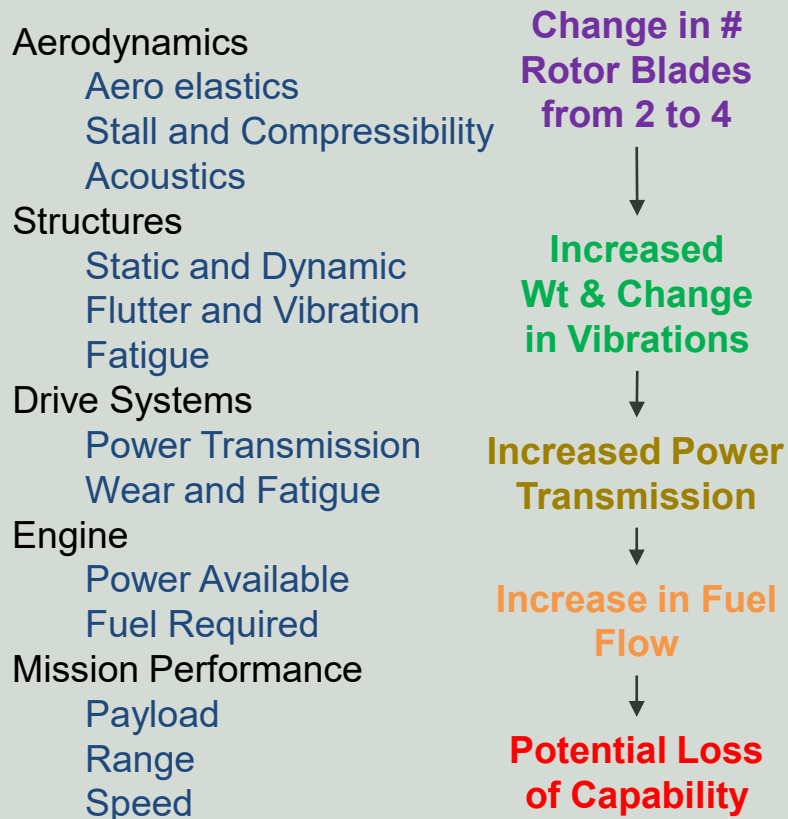 Aerodynamics
Aero elastics
Stall and Compressibility
Acoustics
Structures
Static and Dynamic
Flutter and Vibration
Fatigue
Drive Systems
Power Transmission
Wear and Fatigue
Engine
Power Available
Fuel Required
Mission Performance
Payload
Range
Speed
Change in #
Rotor Blades
from 2 to 4
Increased
Wt & Change
in Vibrations
Increased Power
Transmission
Increase in Fuel
Flow
Potential Loss
of Capability